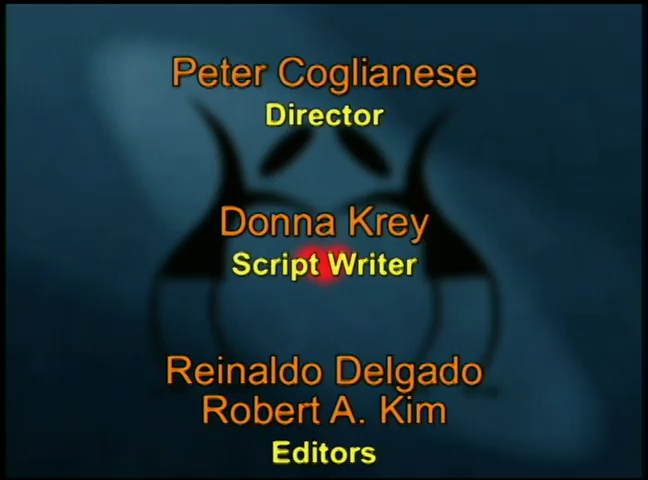 Peter Coglianese
Director
Donna Krey
Script Writer
Reinaldo Delgado
Robert A. Kim
Editors